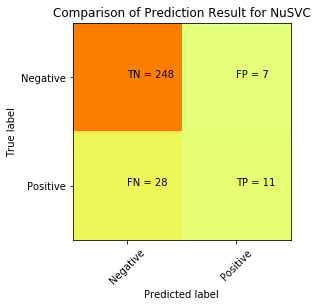 Comparison of Prediction Result for NuSVC
True label
Negative
TN = 248
FP = 7
Positive
FN = 28
TP = 11
Negative
Positive
Predicted label